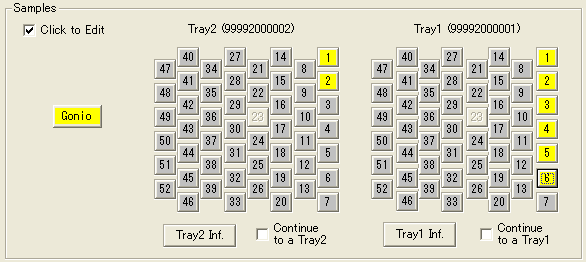 Samples
Click to Edit
Gonio
Tray2 (99992000002)
40 27 14 1
47 34 21 8
41 28 15 2
48 35 22 9
42 29 16 3
49 36 23 10
43 30 17 4
50 37 24 11
44 31 18 5
51 38 25 12
45 32 19 6
52 39 26 13
46 33 20 7
Tray2 Inf.
Continue
to a Tray2
Tray1 (99992000001)
40 27 14 1
47 34 21 8
41 28 15 2
48 35 22 9
42 29 16 3
49 36 23 10
43 30 17 4
50 37 24 11
44 31 18 5
51 38 25 12
45 32 19 6
52 39 26 13
46 33 20 7
Tray1 Inf.
Continue
to a Tray1